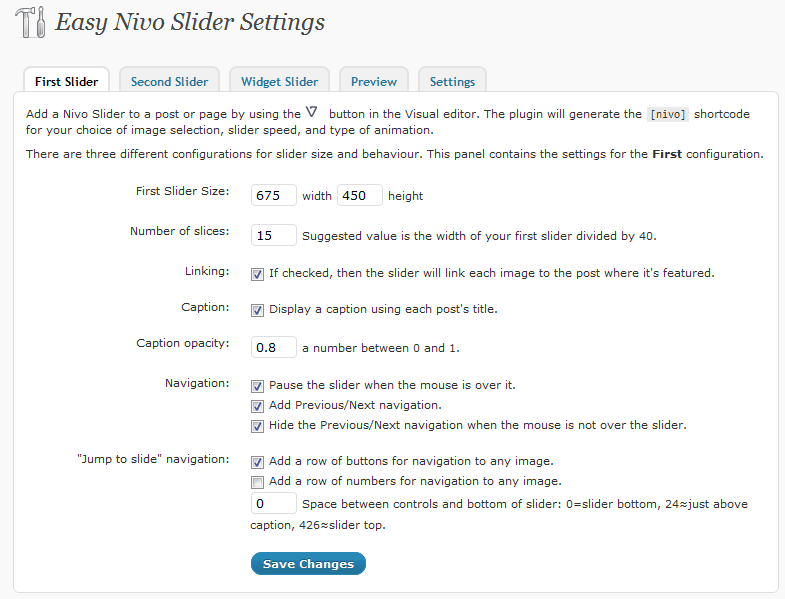 Easy Nivo Slider Settings
First Slider
Second Slider
Widget Slider
Preview
Settings
Add a Nivo Slider to a post or page by using the button in the Visual editor. The plugin will generate the [nivo] shortcode
for your choice of image selection, slider speed, and type of animation.
There are three different configurations for slider size and behaviour. This panel contains the settings for the First configuration.
First Slider Size: 675 width 450 height
Number of slices: 15 Suggested value is the width of your first slider divided by 40.
Linking: If checked, then the slider will link each image to the post where it's featured.
Caption: Display a caption using each post's title.
Caption opacity: 0.8 a number between 0 and 1.
Navigation: Pause the slider when the mouse is over it.
Add Previous/Next navigation.
Hide the Previous/Next navigation when the mouse is not over the slider.
"Jump to slide" navigation: Add a row of buttons for navigation to any image.
Add a row of numbers for navigation to any image.
0 Space between controls and bottom of slider: 0=slider bottom, 24≈just above
caption, 426≈slider top.
Save Changes